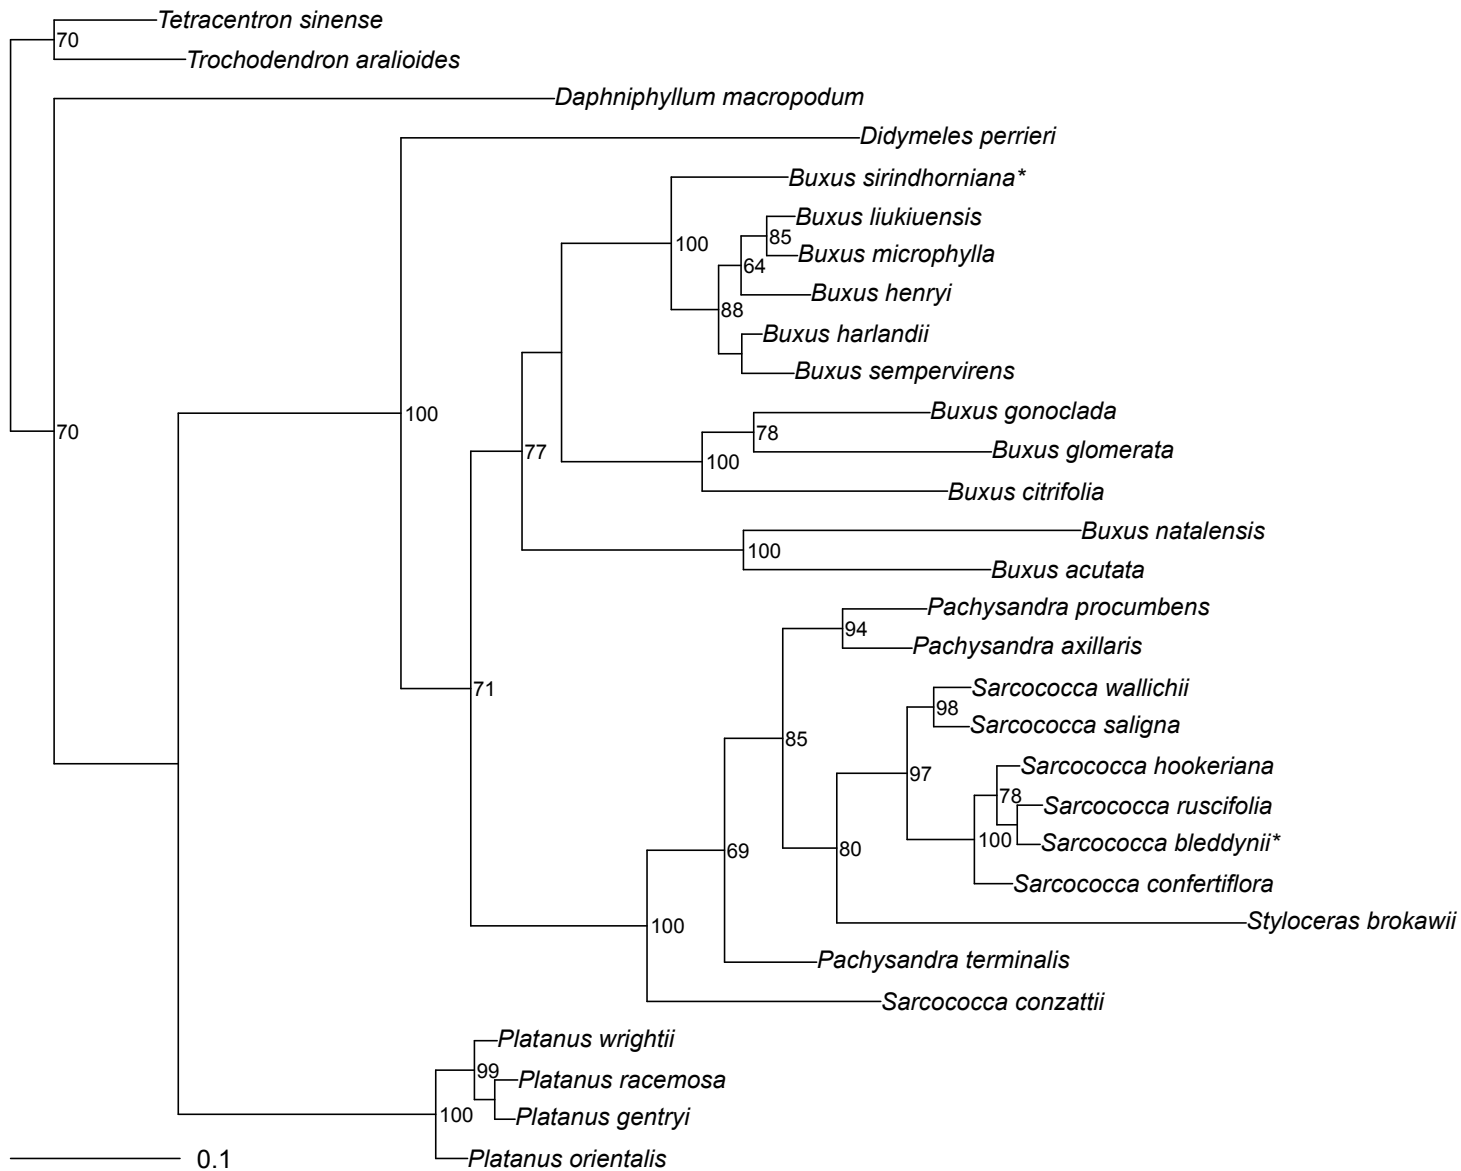 Tetracentron sinense
70
Trochodendron aralioides
Daphniphyllum macropodum
Didymeles perrieri
Buxus sirindhorniana*
Buxus liukiuensis
85
100
Buxus microphylla
64
Buxus henryi
88
Buxus harlandii
Buxus sempervirens
Buxus gonoclada
100
78
70
Buxus glomerata
77
100
Buxus citrifolia
Buxus natalensis
100
Buxus acutata
Pachysandra procumbens
94
Pachysandra axillaris
Sarcococca wallichii
71
98
Sarcococca saligna
85
Sarcococca hookeriana
97
78
Sarcococca ruscifolia
100
Sarcococca bleddynii*
69
80
Sarcococca confertiflora
Styloceras brokawii
100
Pachysandra terminalis
Sarcococca conzattii
Platanus wrightii
99
Platanus racemosa
100
Platanus gentryi
Platanus orientalis
0.1